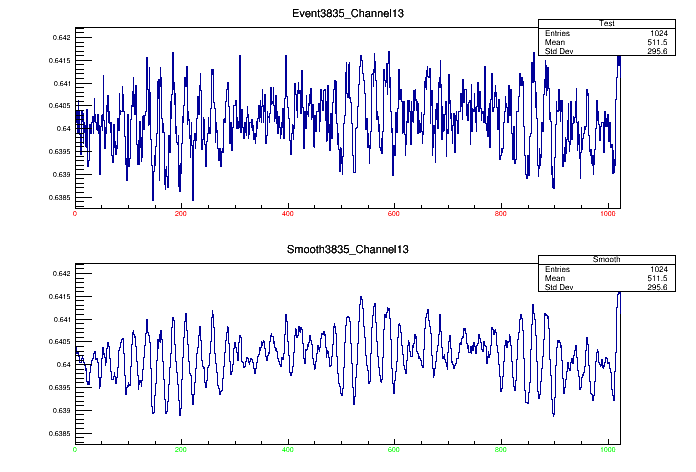 Event3835_Channel13
Test
Entries 1024
Mean 511.5
Std Dev 295.6
0.642
0.6415
0.641
0.6405
0.64
0.6395
0.639
0.6385
0 200 400 600 800 1000
Smooth3835_Channel13
Smooth
Entries 1024
Mean 511.5
Std Dev 295.6
0.642
0.6415
0.641
0.6405
0.64
0.6395
0.639
0.6385
0 200 400 600 800 1000